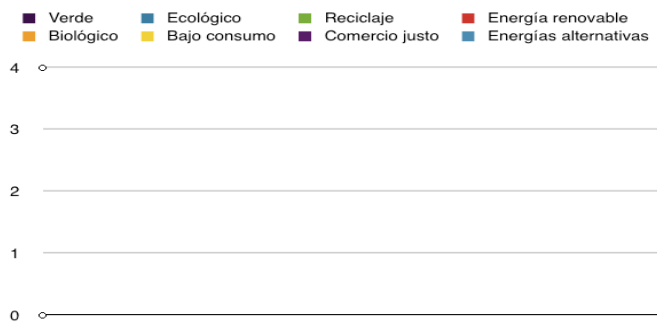 Verde Ecológico Reciclaje Energía renovable
Biológico Bajo consumo Comercio justo Energías alternativas
4
3
2
1
0